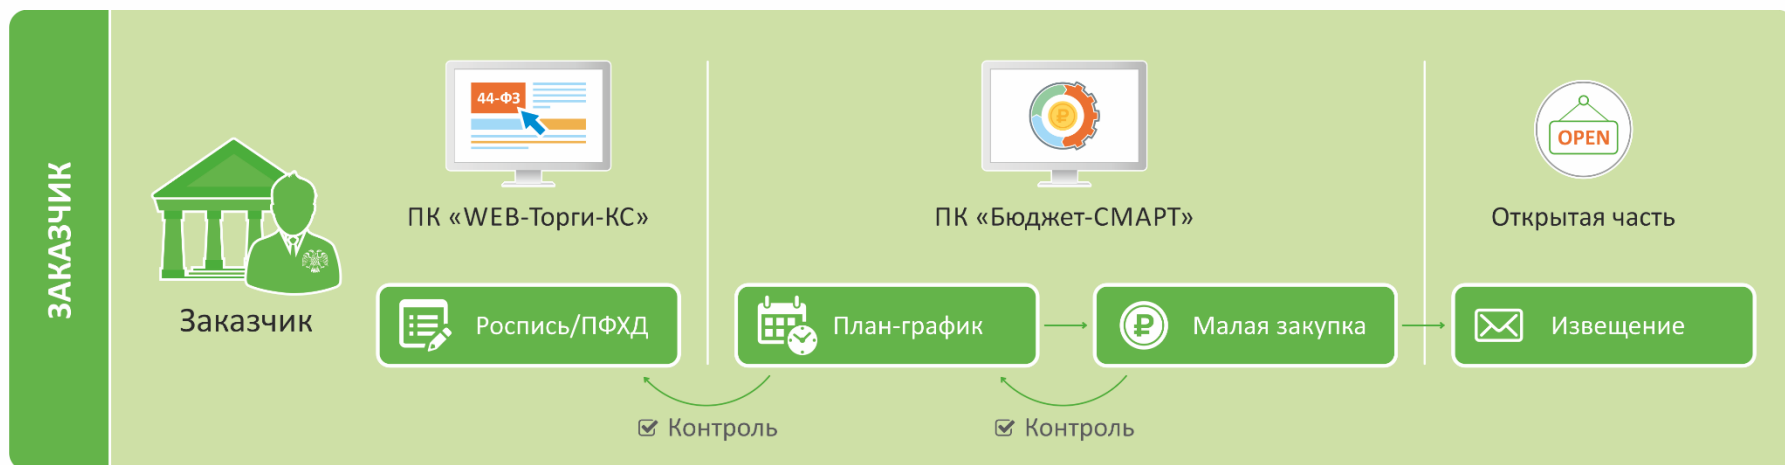 ЗАКАЗЧИК
Заказчик
44-ФЗ
ПК «WEB-Торги-КС»
Роспись/ПФХД
ПК «Бюджет-СМАРТ»
План-график
Малая закупка
OPEN
Открытая часть
Извещение
Контроль
Контроль